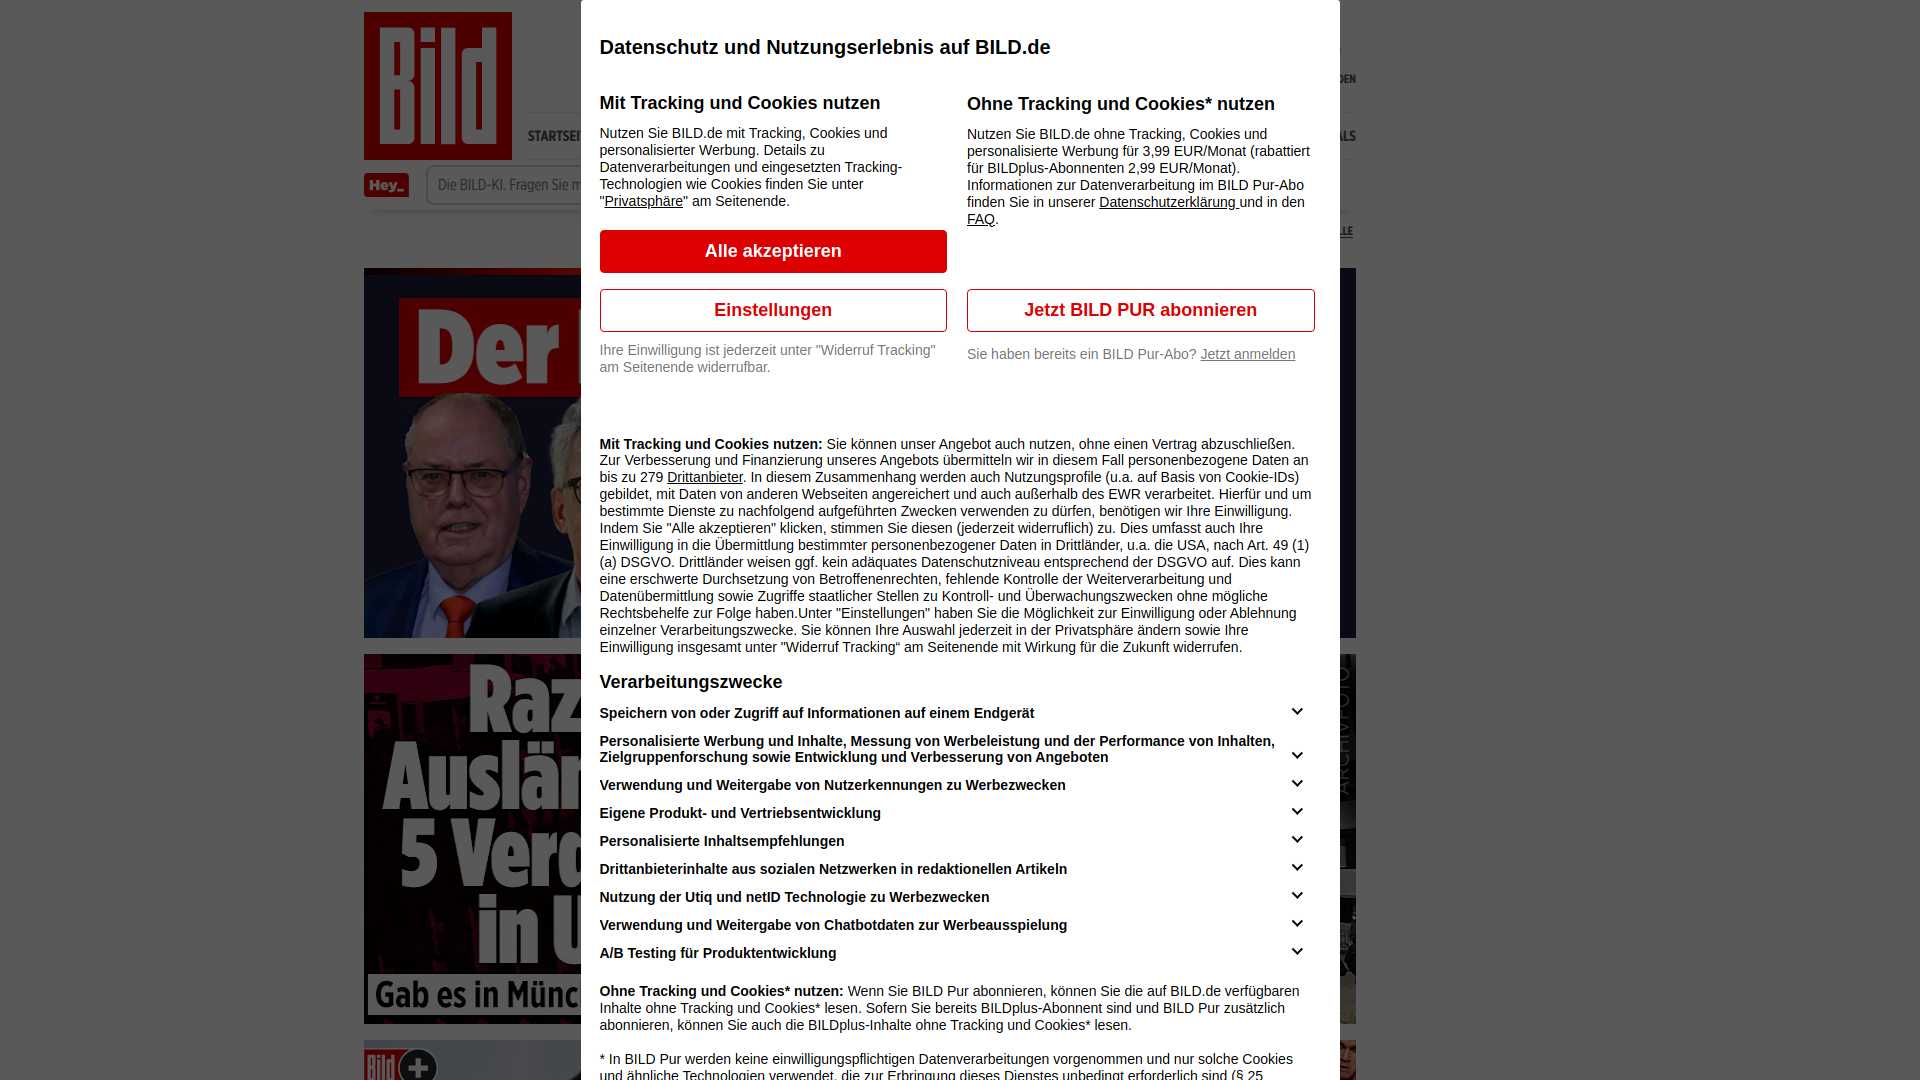 Bild
STARTSEI
DEN
ALS
Hey_
Die BILD-KI. Fragen Sie m
LLE
Der
Raz
Auslän
5 Verd
in U
Gab es in Münc
ARCHIVFOTO
Bild
Datenschutz und Nutzungserlebnis auf BILD.de
Mit Tracking und Cookies nutzen
Nutzen Sie BILD.de mit Tracking, Cookies und
personalisierter Werbung. Details zu
Datenverarbeitungen und eingesetzten Tracking-
Technologien wie Cookies finden Sie unter
"Privatsphäre" am Seitenende.
Alle akzeptieren
Einstellungen
Ihre Einwilligung ist jederzeit unter "Widerruf Tracking"
am Seitenende widerrufbar.
Ohne Tracking und Cookies* nutzen
Nutzen Sie BILD.de ohne Tracking, Cookies und
personalisierte Werbung für 3,99 EUR/Monat (rabattiert
für BILDplus-Abonnenten 2,99 EUR/Monat).
Informationen zur Datenverarbeitung im BILD Pur-Abo
finden Sie in unserer Datenschutzerklärung und in den
FAQ.
Jetzt BILD PUR abonnieren
Sie haben bereits ein BILD Pur-Abo? Jetzt anmelden
Mit Tracking und Cookies nutzen: Sie können unser Angebot auch nutzen, ohne einen Vertrag abzuschließen.
Zur Verbesserung und Finanzierung unseres Angebots übermitteln wir in diesem Fall personenbezogene Daten an
bis zu 279 Drittanbieter. In diesem Zusammenhang werden auch Nutzungsprofile (u.a. auf Basis von Cookie-IDs)
gebildet, mit Daten von anderen Webseiten angereichert und auch außerhalb des EWR verarbeitet. Hierfür und um
bestimmte Dienste zu nachfolgend aufgeführten Zwecken verwenden zu dürfen, benötigen wir Ihre Einwilligung.
Indem Sie "Alle akzeptieren" klicken, stimmen Sie diesen (jederzeit widerruflich) zu. Dies umfasst auch Ihre
Einwilligung in die Übermittlung bestimmter personenbezogener Daten in Drittländer, u.a. die USA, nach Art. 49 (1)
(a) DSGVO. Drittländer weisen ggf. kein adäquates Datenschutzniveau entsprechend der DSGVO auf. Dies kann
eine erschwerte Durchsetzung von Betroffenenrechten, fehlende Kontrolle der Weiterverarbeitung und
Datenübermittlung sowie Zugriffe staatlicher Stellen zu Kontroll- und Überwachungszwecken ohne mögliche
Rechtsbehelfe zur Folge haben.Unter "Einstellungen" haben Sie die Möglichkeit zur Einwilligung oder Ablehnung
einzelner Verarbeitungszwecke. Sie können Ihre Auswahl jederzeit in der Privatsphäre ändern sowie Ihre
Einwilligung insgesamt unter "Widerruf Tracking“ am Seitenende mit Wirkung für die Zukunft widerrufen.
Verarbeitungszwecke
Speichern von oder Zugriff auf Informationen auf einem Endgerät
Personalisierte Werbung und Inhalte, Messung von Werbeleistung und der Performance von Inhalten,
Zielgruppenforschung sowie Entwicklung und Verbesserung von Angeboten
Verwendung und Weitergabe von Nutzerkennungen zu Werbezwecken
Eigene Produkt- und Vertriebsentwicklung
Personalisierte Inhaltsempfehlungen
Drittanbieterinhalte aus sozialen Netzwerken in redaktionellen Artikeln
Nutzung der Utiq und netID Technologie zu Werbezwecken
Verwendung und Weitergabe von Chatbotdaten zur Werbeausspielung
A/B Testing für Produktentwicklung
Ohne Tracking und Cookies* nutzen: Wenn Sie BILD Pur abonnieren, können Sie die auf BILD.de verfügbaren
Inhalte ohne Tracking und Cookies* lesen. Sofern Sie bereits BILDplus-Abonnent sind und BILD Pur zusätzlich
abonnieren, können Sie auch die BILDplus-Inhalte ohne Tracking und Cookies* lesen.
* In BILD Pur werden keine einwilligungspflichtigen Datenverarbeitungen vorgenommen und nur solche Cookies
und ähnliche Technologien verwendet, die zur Erbringung dieses Dienstes unbedingt erforderlich sind (§ 25